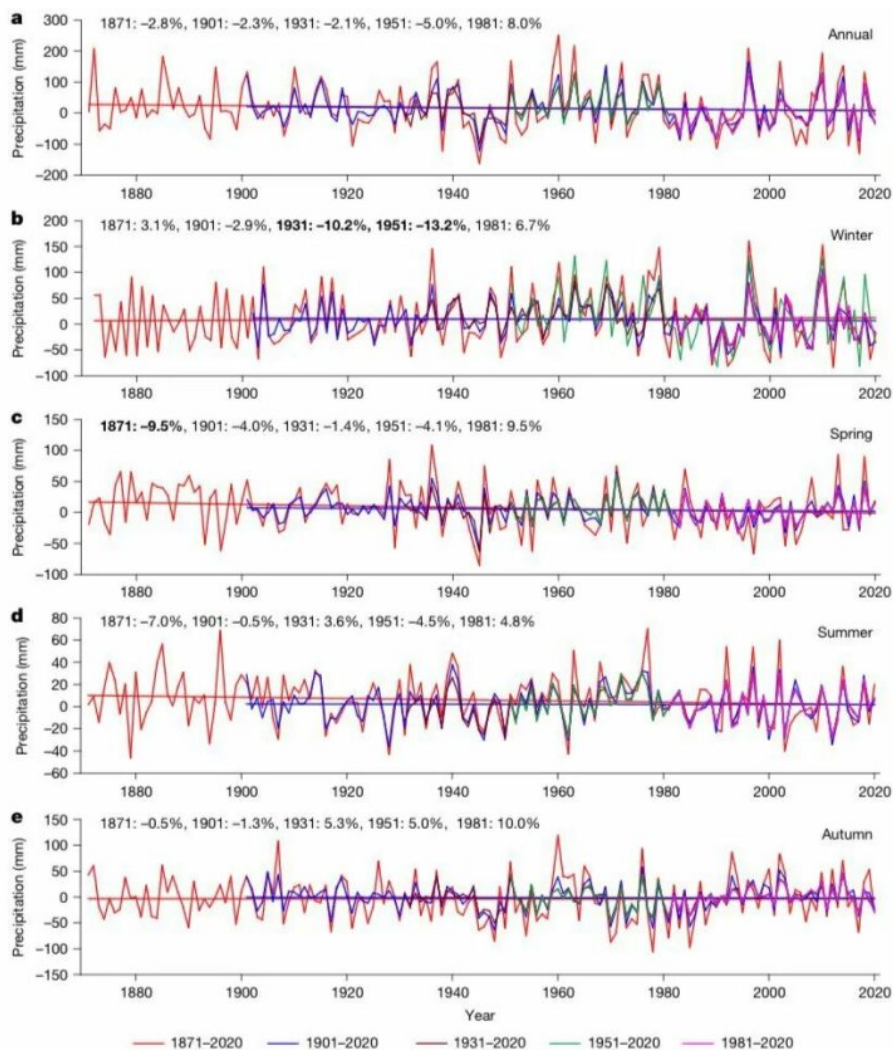 a
1871: –2.8%, 1901: –2.3%, 1931: –2.1%, 1951: –5.0%, 1981: 8.0%
Annual
Precipitation (mm)
300
200
100
0
–100
–200
1880 1900 1920 1940 1960 1980 2000 2020
b
1871: 3.1%, 1901: –2.9%, 1931: –10.2%, 1951: –13.2%, 1981: 6.7%
Winter
Precipitation (mm)
200
150
100
50
0
–50
–100
1880 1900 1920 1940 1960 1980 2000 2020
c
1871: –9.5%, 1901: –4.0%, 1931: –1.4%, 1951: –4.1%, 1981: 9.5%
Spring
Precipitation (mm)
150
100
50
0
–50
–100
1880 1900 1920 1940 1960 1980 2000 2020
d
1871: –7.0%, 1901: –0.5%, 1931: 3.6%, 1951: –4.5%, 1981: 4.8%
Summer
Precipitation (mm)
80
60
40
20
0
–20
–40
–60
1880 1900 1920 1940 1960 1980 2000 2020
e
1871: –0.5%, 1901: –1.3%, 1931: 5.3%, 1951: 5.0%, 1981: 10.0%
Autumn
Precipitation (mm)
150
100
50
0
–50
–100
–150
1880 1900 1920 1940 1960 1980 2000 2020
Year
1871–2020 1901–2020 1931–2020 1951–2020 1981–2020